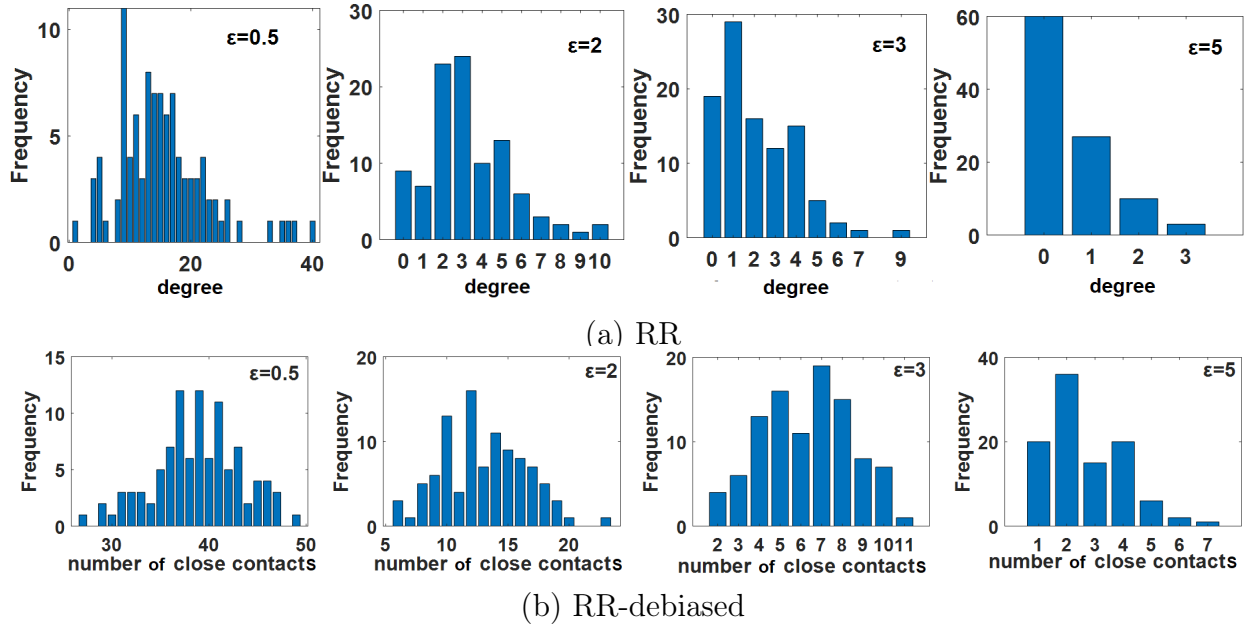 11
5
0
Frequency
ε=0.5
0 20 40
degree
30
20
10
0
Frequency
ε=2
0 1 2 3 4 5 6 7 8 9 10
degree
30
20
10
0
Frequency
ε=3
0 1 2 3 4 5 6 7 9
degree
60
40
20
0
Frequency
ε=5
0 1 2 3
degree
(a) RR
15
10
5
0
Frequency
ε=0.5
30 40 50
number of close contacts
20
10
0
Frequency
ε=2
5 10 15 20
number of close contacts
20
10
0
Frequency
ε=3
2 3 4 5 6 7 8 9 10 11
number of close contacts
40
20
0
Frequency
ε=5
1 2 3 4 5 6 7
number of close contacts
(b) RR-debiased